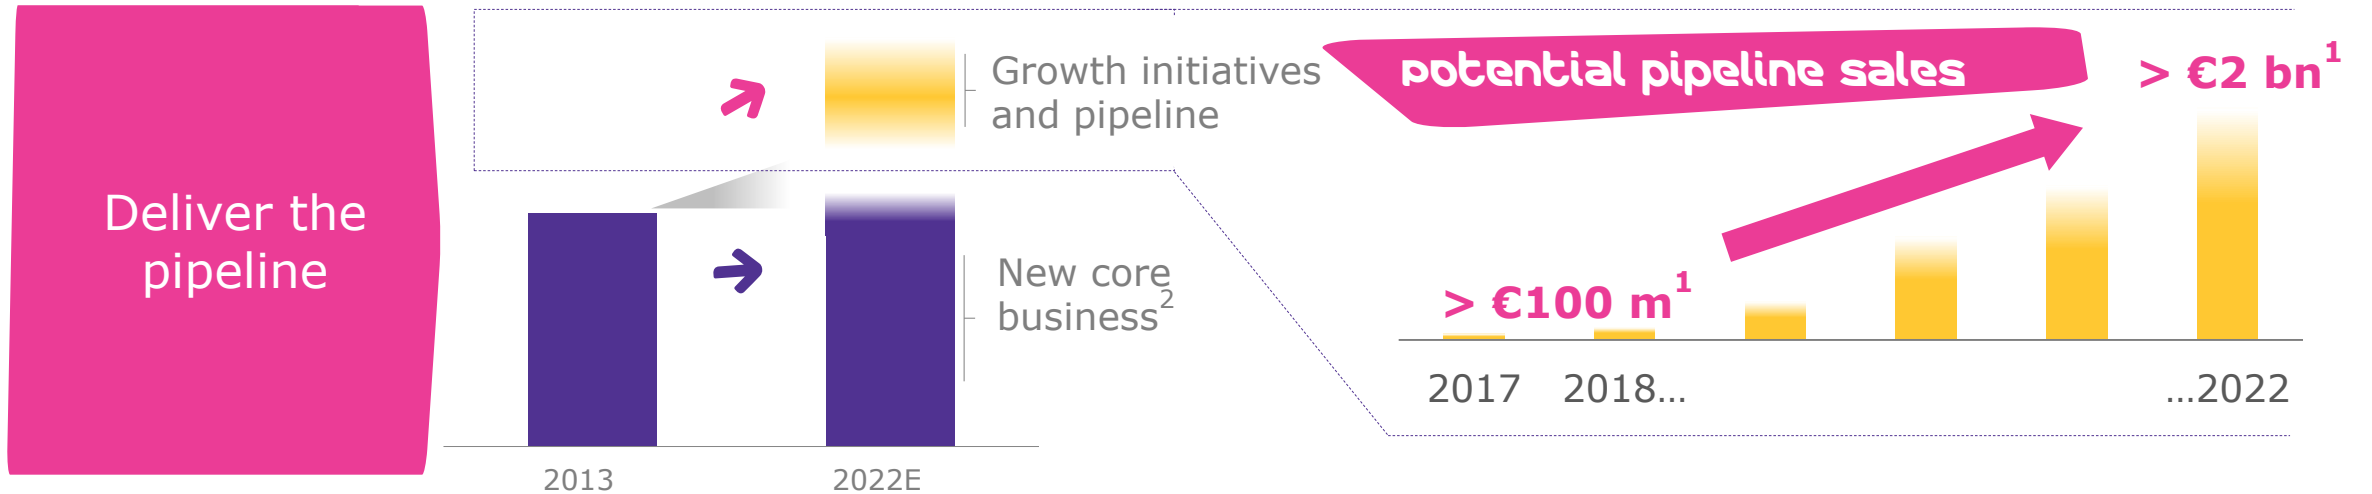 Deliver the
pipeline
Growth initiatives
and pipeline
New core
business²
2013
2022E
potential pipeline sales
> €2 bn¹
> €100 m¹
2017
2018…
…2022